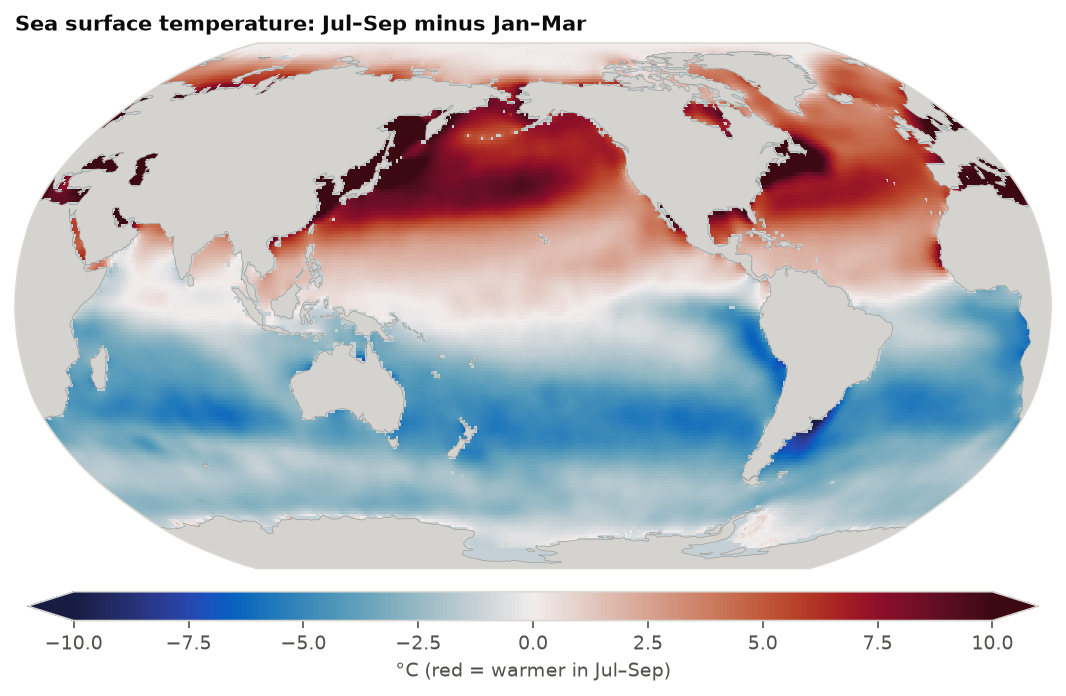 Sea surface temperature: Jul–Sep minus Jan–Mar
−10.0 −7.5 −5.0 −2.5 0.0 2.5 5.0 7.5 10.0
°C (red = warmer in Jul–Sep)